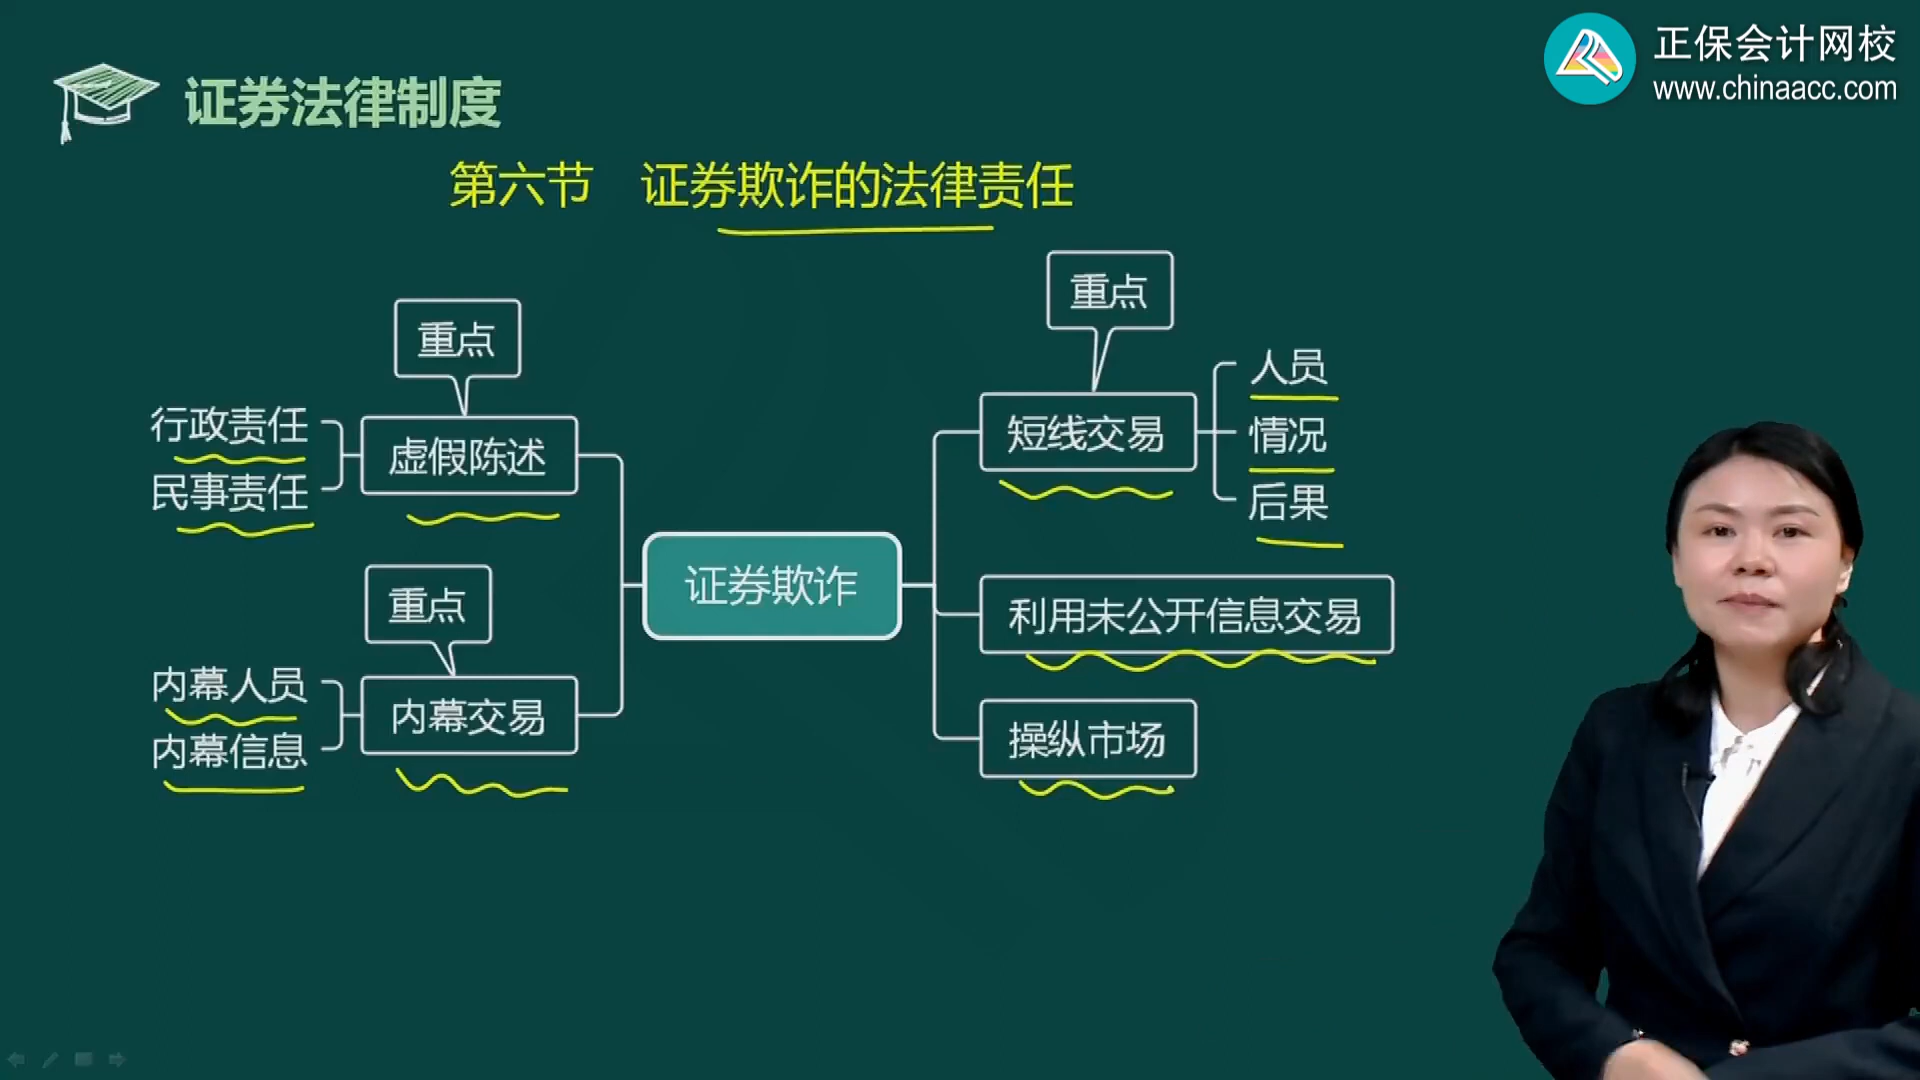 正保会计网校
www.chinaacc.com
证券法律制度
第六节 证券欺诈的法律责任
重点
行政责任
民事责任
虚假陈述
重点
内幕人员
内幕信息
内幕交易
证券欺诈
重点
短线交易
人员
情况
后果
利用未公开信息交易
操纵市场